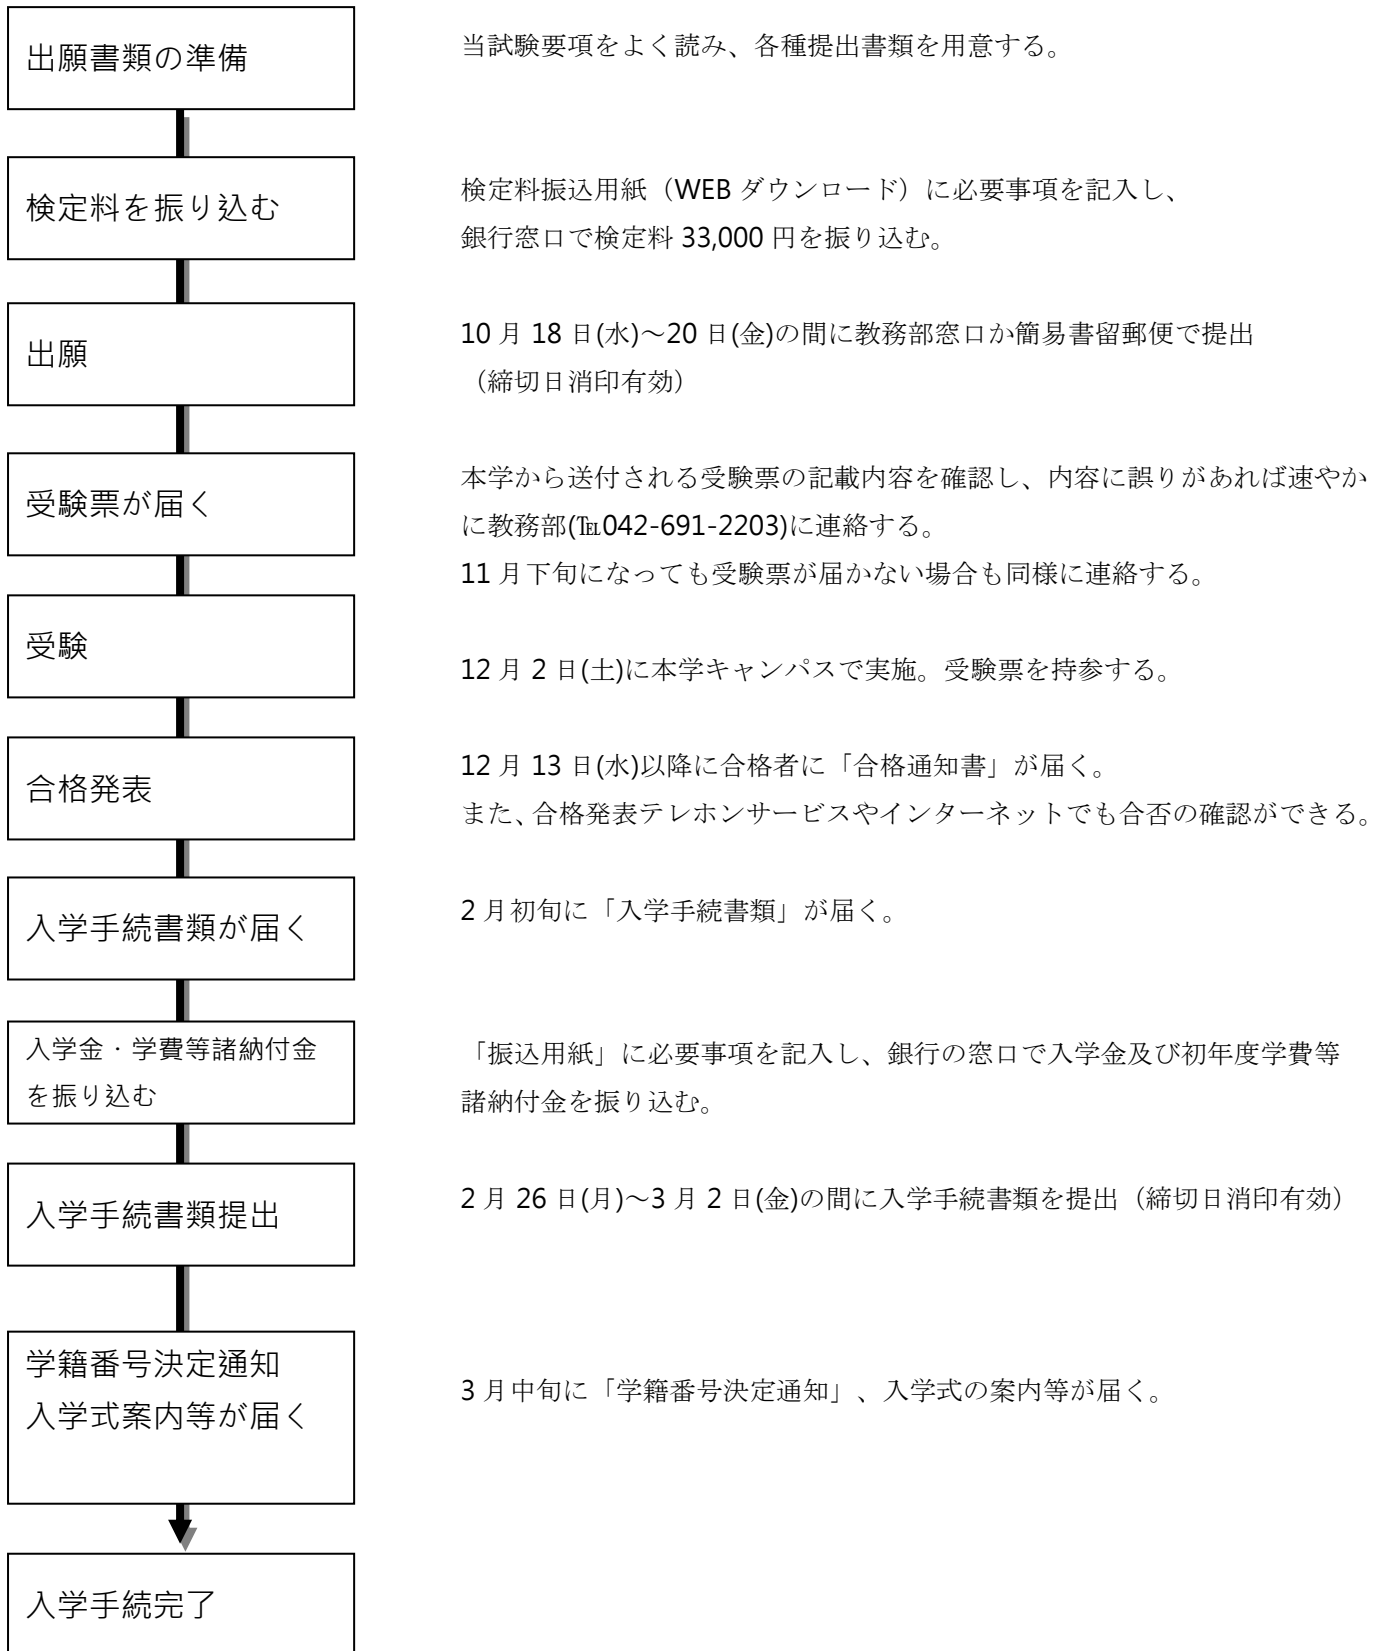 出願書類の準備
当試験要項をよく読み、各種提出書類を用意する。
検定料を振り込む
検定料振込用紙（WEB ダウンロード）に必要事項を記入し、
銀行窓口で検定料 33,000 円を振り込む。
出願
10 月 18 日(水)～20 日(金)の間に教務部窓口か簡易書留郵便で提出
（締切日消印有効）
受験票が届く
本学から送付される受験票の記載内容を確認し、内容に誤りがあれば速やか
に教務部(℡042-691-2203)に連絡する。
11 月下旬になっても受験票が届かない場合も同様に連絡する。
受験
12 月 2 日(土)に本学キャンパスで実施。受験票を持参する。
合格発表
12 月 13 日(水)以降に合格者に「合格通知書」が届く。
また、合格発表テレホンサービスやインターネットでも合否の確認ができる。
入学手続書類が届く
2 月初旬に「入学手続書類」が届く。
入学金・学費等諸納付金
を振り込む
「振込用紙」に必要事項を記入し、銀行の窓口で入学金及び初年度学費等
諸納付金を振り込む。
入学手続書類提出
2 月 26 日(月)～3 月 2 日(金)の間に入学手続書類を提出（締切日消印有効）
学籍番号決定通知
入学式案内等が届く
3 月中旬に「学籍番号決定通知」、入学式の案内等が届く。
入学手続完了